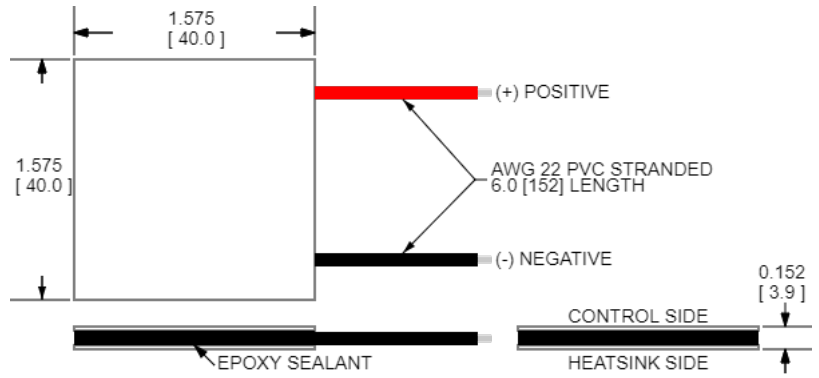 1.575
[ 40.0 ]
(+) POSITIVE
1.575
[ 40.0 ]
AWG 22 PVC STRANDED
6.0 [152] LENGTH
(-) NEGATIVE
0.152
[ 3.9 ]
CONTROL SIDE
EPOXY SEALANT
HEATSINK SIDE